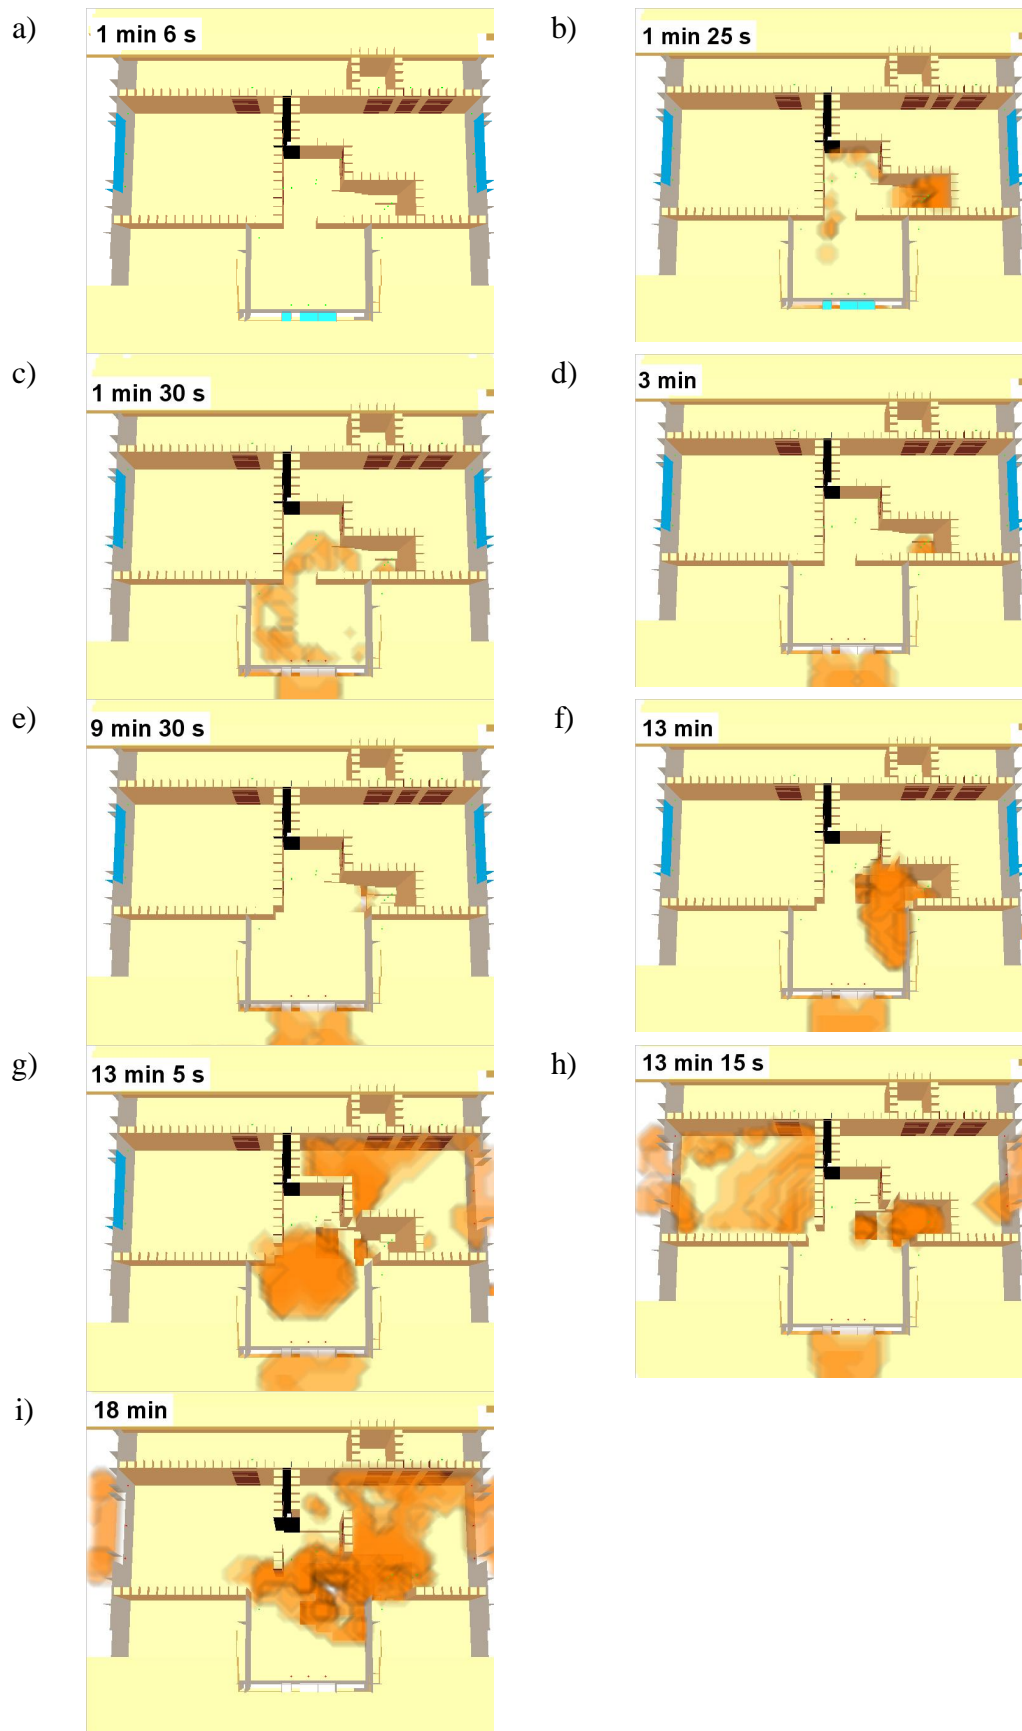 a)
1 min 6 s
b)
1 min 25 s
c)
1 min 30 s
d)
3 min
e)
9 min 30 s
f)
13 min
g)
13 min 5 s
h)
13 min 15 s
i)
18 min